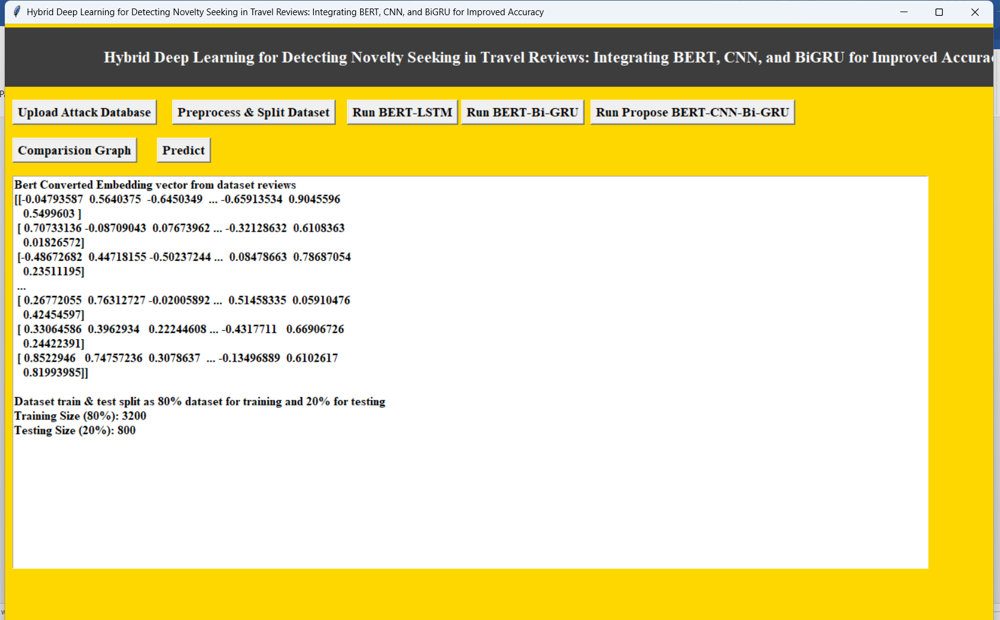 Hybrid Deep Learning for Detecting Novelty Seeking in Travel Reviews: Integrating BERT, CNN, and BiGRU for Improved Accuracy
Hybrid Deep Learning for Detecting Novelty Seeking in Travel Reviews: Integrating BERT, CNN, and BiGRU for Improved Accura
Upload Attack Database Preprocess & Split Dataset Run BERT-LSTM Run BERT-Bi-GRU Run Propose BERT-CNN-Bi-GRU
Comparision Graph Predict
Bert Converted Embedding vector from dataset reviews
[[-0.04793587 0.5640375 -0.6450349 ... -0.65913534 0.9045596
0.5499603 ]
[ 0.70733136 -0.08709043 0.07673962 ... -0.32128632 0.6108363
0.01826572]
[-0.48672682 0.44718155 -0.50237244 ... 0.08478663 0.78687054
0.23511195]
...
[ 0.26772055 0.76312727 -0.02005892 ... 0.51458335 0.05910476
0.42454597]
[ 0.33064586 0.3962934 0.22244608 ... -0.4317711 0.66906726
0.24422391]
[ 0.8522946 0.74757236 0.3078637 ... -0.13496889 0.6102617
0.81993985]]
Dataset train & test split as 80% dataset for training and 20% for testing
Training Size (80%): 3200
Testing Size (20%): 800